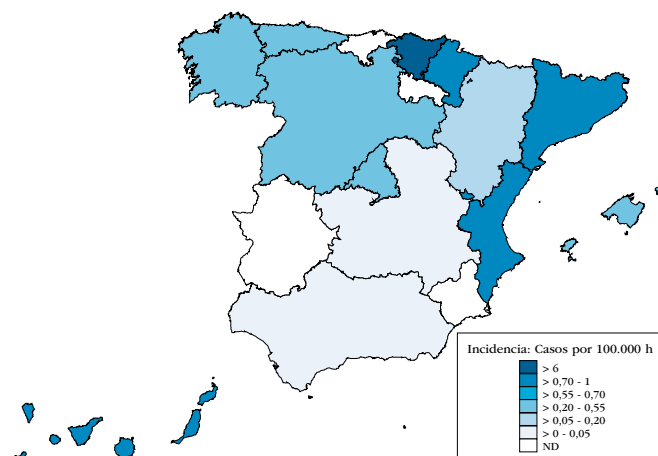 Incidencia: Casos por 100.000 h
> 6
> 0,70 - 1
> 0,55 - 0,70
> 0,20 - 0,55
> 0,05 - 0,20
> 0 - 0,05
ND